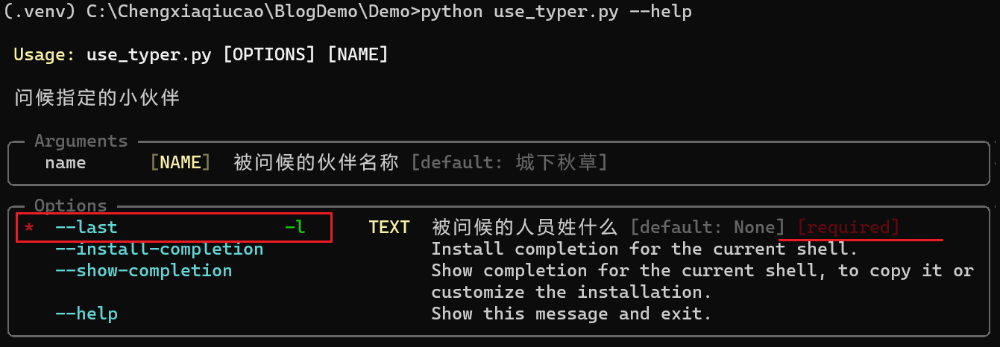 (.venv) C:\Chengxiaqiucao\BlogDemo\Demo>python use_typer.py --help
Usage: use_typer.py [OPTIONS] [NAME]
问候指定的小伙伴
Arguments
name [NAME] 被问候的伙伴名称 [default: 城下秋草]
Options
* --last -l TEXT 被问候的人员姓什么 [default: None] [required]
--install-completion Install completion for the current shell.
--show-completion Show completion for the current shell, to copy it or
customize the installation.
--help Show this message and exit.